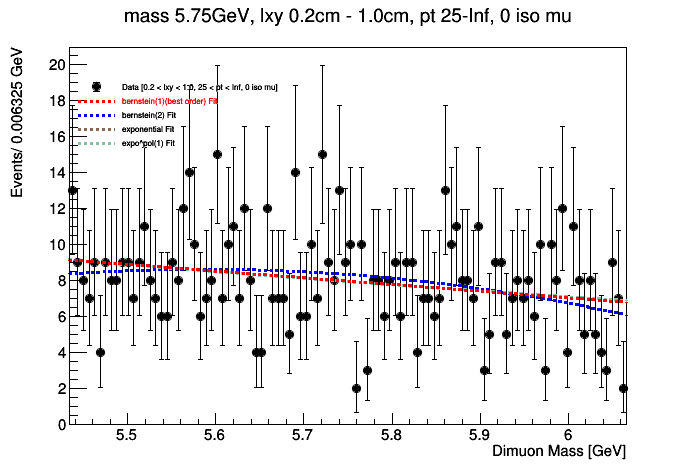 mass 5.75GeV, lxy 0.2cm - 1.0cm, pt 25-Inf, 0 iso mu
Events/ 0.006325 GeV
20
18
16
14
12
10
8
6
4
2
0
Data [0.2 < lxy < 1.0, 25 < pt < Inf, 0 iso mu]
bernstein(1)(best order) Fit
bernstein(2) Fit
exponential Fit
expo*pol(1) Fit
5.5 5.6 5.7 5.8 5.9 6
Dimuon Mass [GeV]